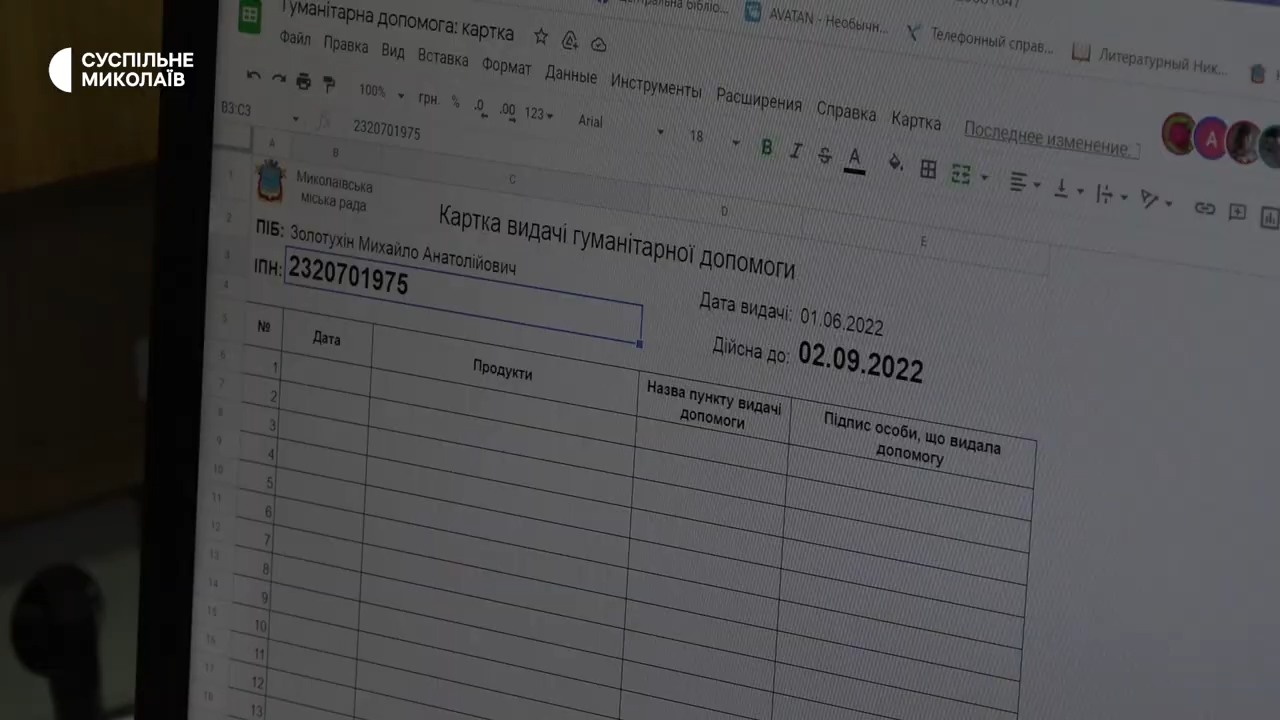 СУСПІЛЬНЕ
МИКОЛАЇВ
Гуманітарна допомога: картка
AVATAN - Необычн...
Телефонный справ...
Литературный Ник...
Файл Правка Вид Вставка Формат Данные Инструменты Расширения Справка Картка
Последнее изменение:
100% грн. % .0 .00 123 Arial 18 B I S A
B3:C3
2320701975
A B C D E
Миколаївська
міська рада
Картка видачі гуманітарної допомоги
ПІБ: Золотухін Михайло Анатолійович
ІПН: 2320701975
Дата видачі: 01.06.2022
Дійсна до: 02.09.2022
№ Дата Продукти Назва пункту видачі допомоги Підпис особи, що видала допомогу
1
2
3
4
5
6
7
8
9
10
11
12
13